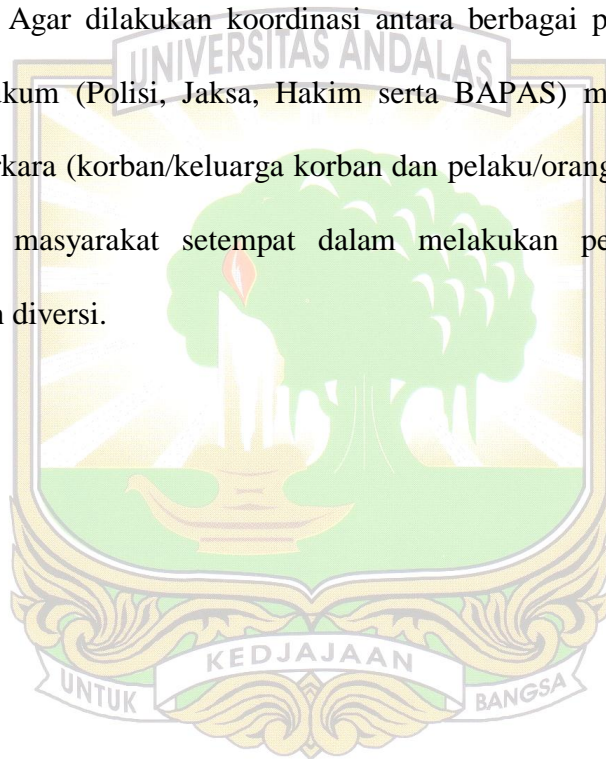 Agar dilakukan koordinasi antara berbagai p
UNIVERSITAS ANDALAS
kum (Polisi, Jaksa, Hakim serta BAPAS) m
rkara (korban/keluarga korban dan pelaku/orang
masyarakat setempat dalam melakukan pe
n diversi.
KEDJAJAAN
UNTUK
BANGSA